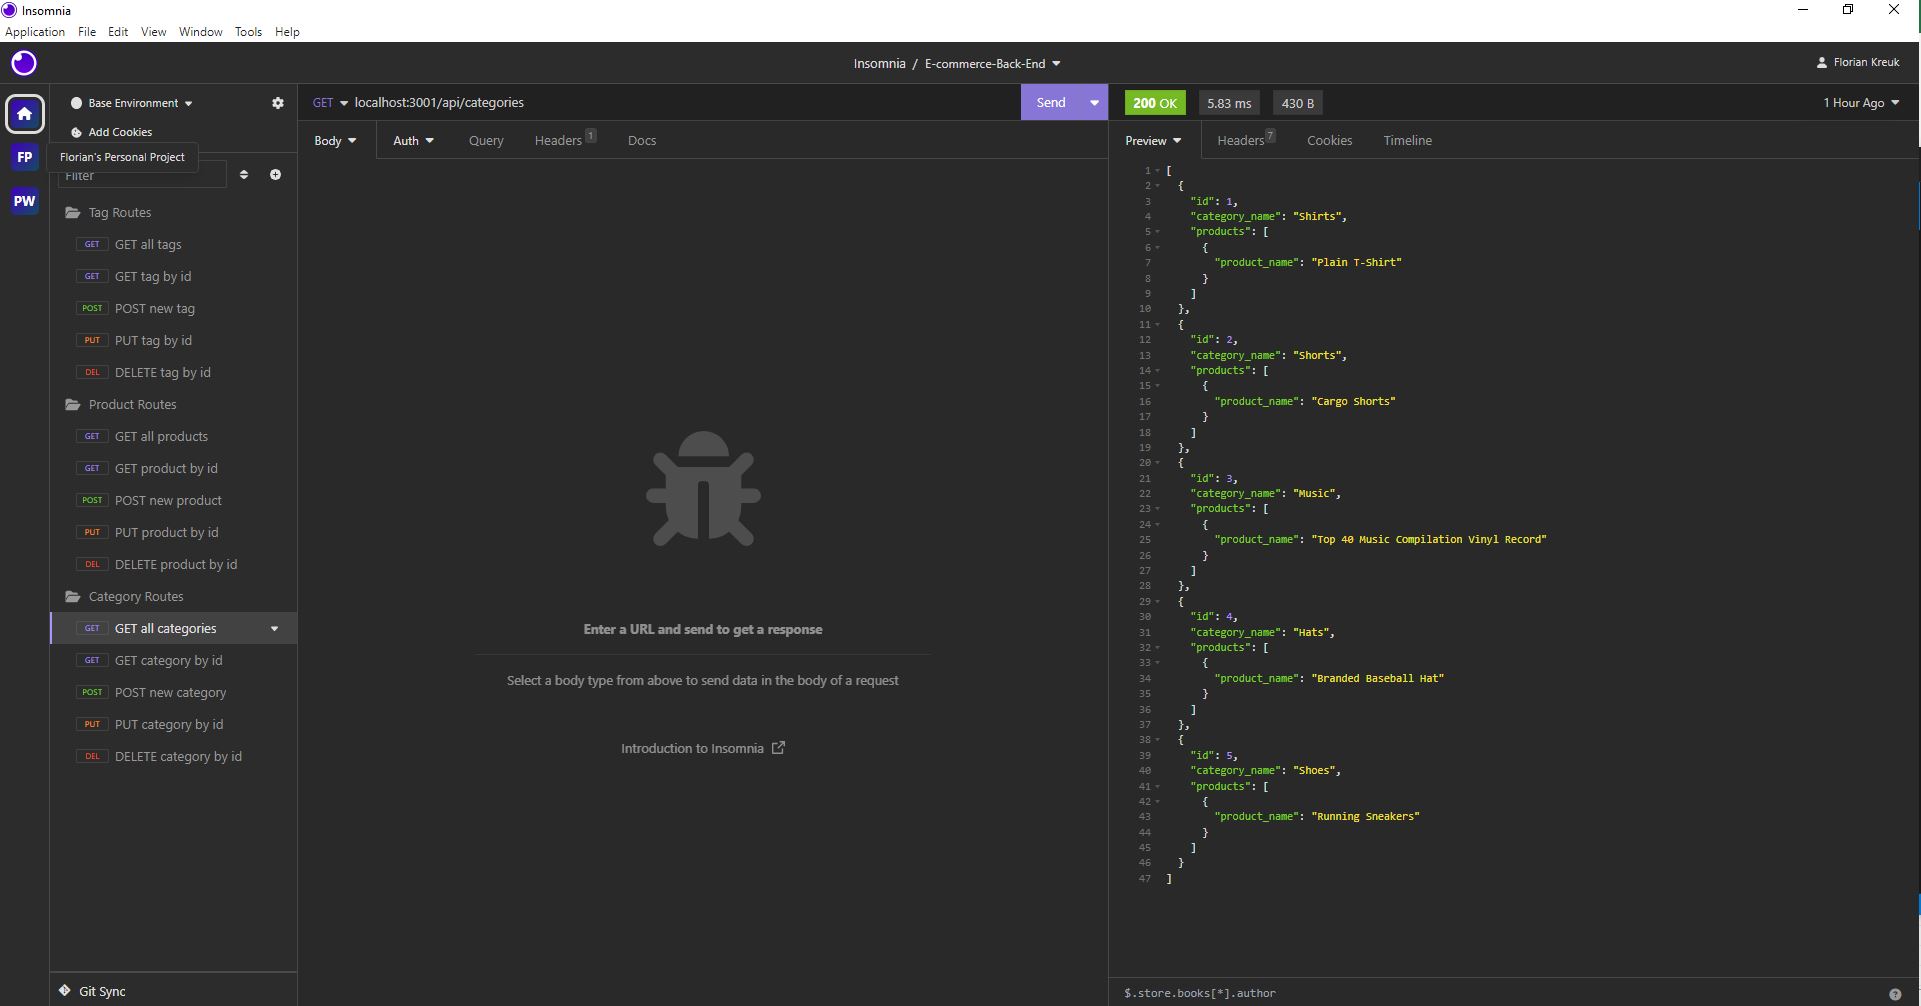 Insomnia
Application File Edit View Window Tools Help
Insomnia / E-commerce-Back-End
Florian Kreuk
Base Environment
Add Cookies
FP
Florian's Personal Project
Filter
PW
Tag Routes
GET GET all tags
GET GET tag by id
POST POST new tag
PUT PUT tag by id
DEL DELETE tag by id
Product Routes
GET GET all products
GET GET product by id
POST POST new product
PUT PUT product by id
DEL DELETE product by id
Category Routes
GET GET all categories
GET GET category by id
POST POST new category
PUT PUT category by id
DEL DELETE category by id
Git Sync
GET localhost:3001/api/categories
Send
Body Auth Query Headers 1 Docs
Enter a URL and send to get a response
Select a body type from above to send data in the body of a request
Introduction to Insomnia
200 OK 5.83 ms 430 B 1 Hour Ago
Preview Headers 7 Cookies Timeline
1 [
2 {
3 "id": 1,
4 "category_name": "Shirts",
5 "products": [
6 {
7 "product_name": "Plain T-Shirt"
8 }
9 ]
10 },
11 {
12 "id": 2,
13 "category_name": "Shorts",
14 "products": [
15 {
16 "product_name": "Cargo Shorts"
17 }
18 ]
19 },
20 {
21 "id": 3,
22 "category_name": "Music",
23 "products": [
24 {
25 "product_name": "Top 40 Music Compilation Vinyl Record"
26 }
27 ]
28 },
29 {
30 "id": 4,
31 "category_name": "Hats",
32 "products": [
33 {
34 "product_name": "Branded Baseball Hat"
35 }
36 ]
37 },
38 {
39 "id": 5,
40 "category_name": "Shoes",
41 "products": [
42 {
43 "product_name": "Running Sneakers"
44 }
45 ]
46 }
47 ]
$.store.books[*].author